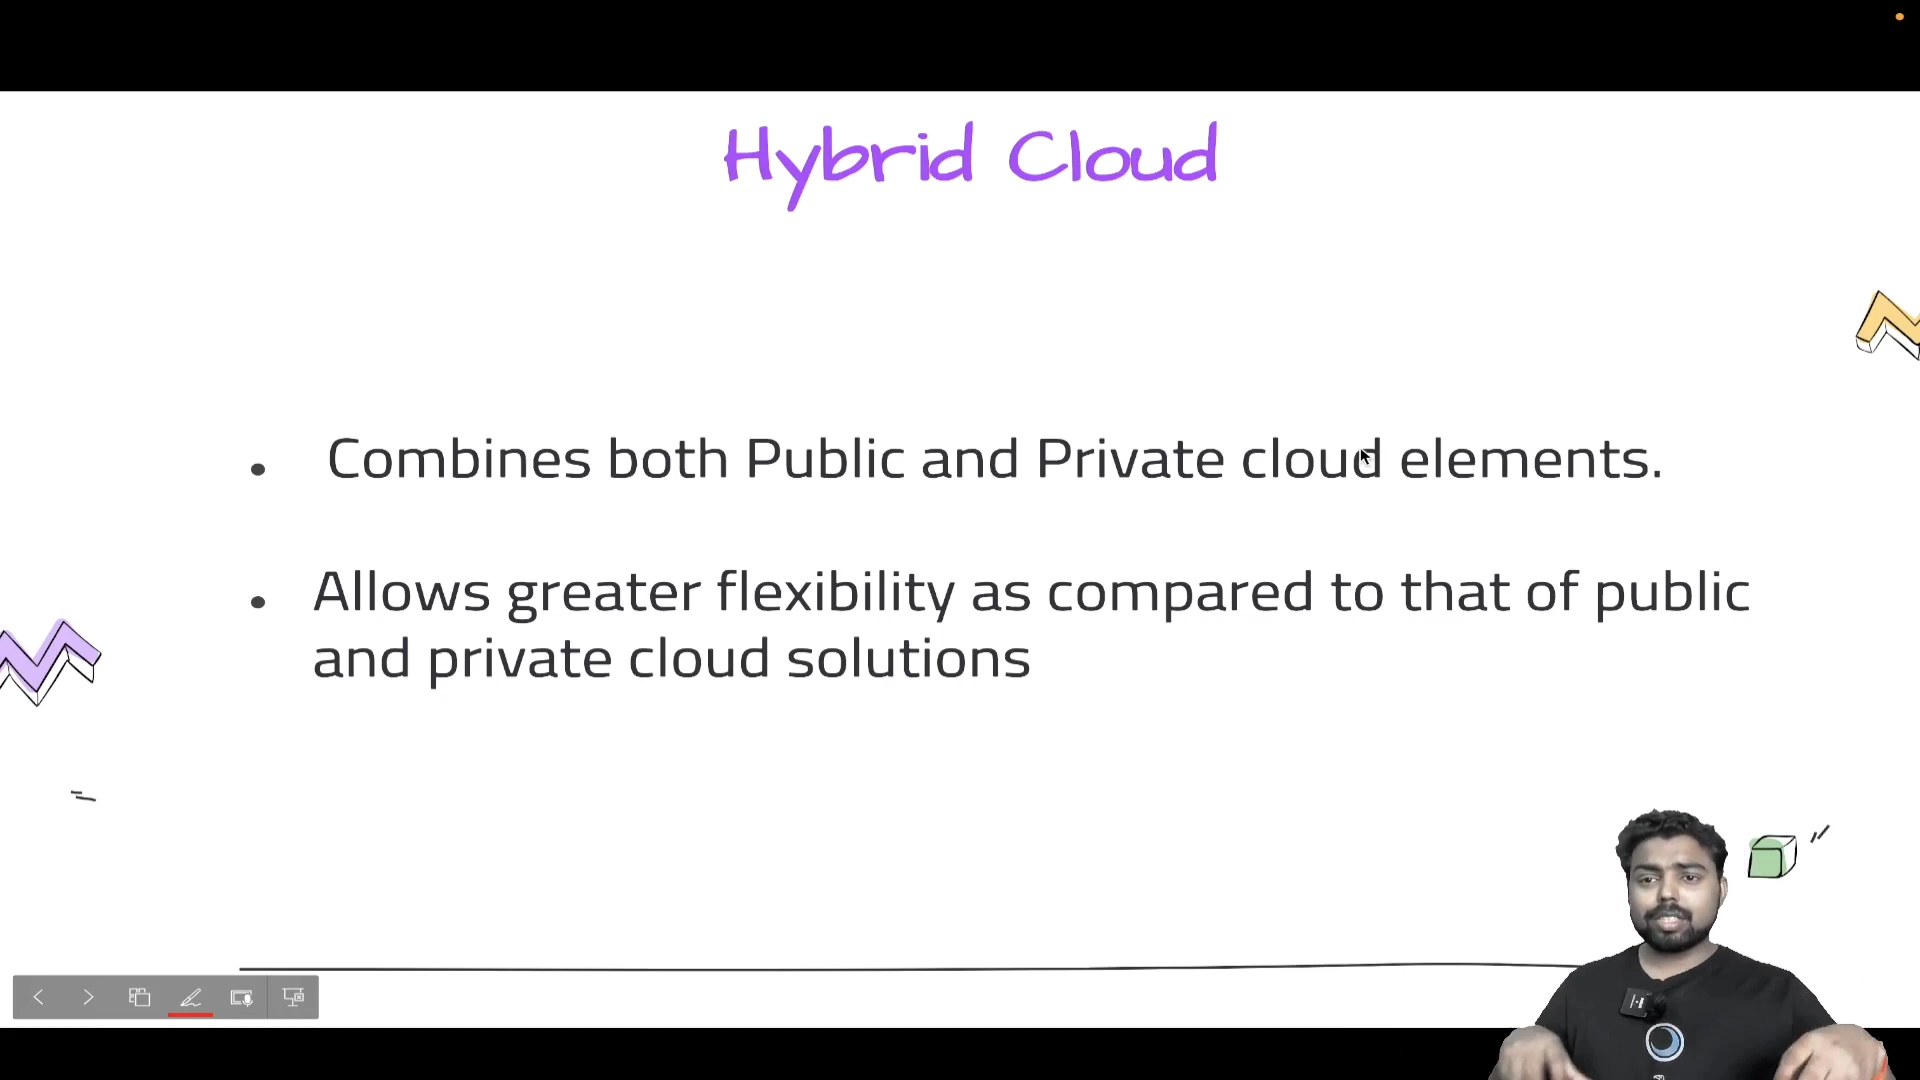 Hybrid Cloud
• Combines both Public and Private cloud elements.
• Allows greater flexibility as compared to that of public
and private cloud solutions